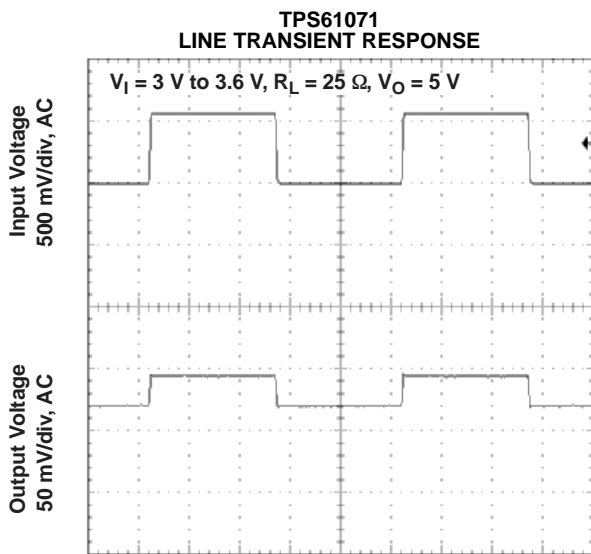 TPS61071
LINE TRANSIENT RESPONSE
V_I = 3 V to 3.6 V, R_L = 25 Ω, V_O = 5 V
Input Voltage
500 mV/div, AC
Output Voltage
50 mV/div, AC